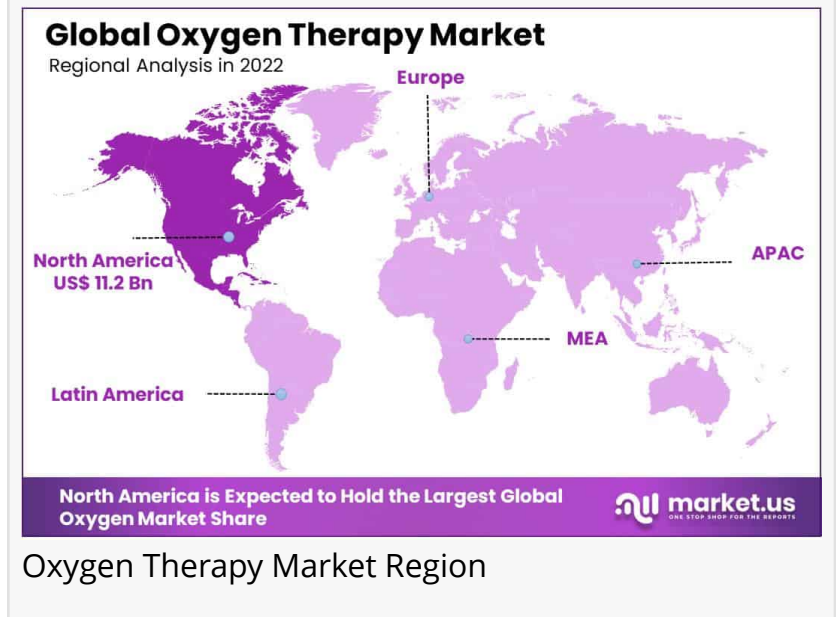 Global Oxygen Therapy Market
Regional Analysis in 2022
Europe
North America
US$ 11.2 Bn
APAC
MEA
Latin America
North America is Expected to Hold the Largest Global
Oxygen Market Share
market.us
ONE STOP SHOP FOR THE REPORTS
Oxygen Therapy Market Region